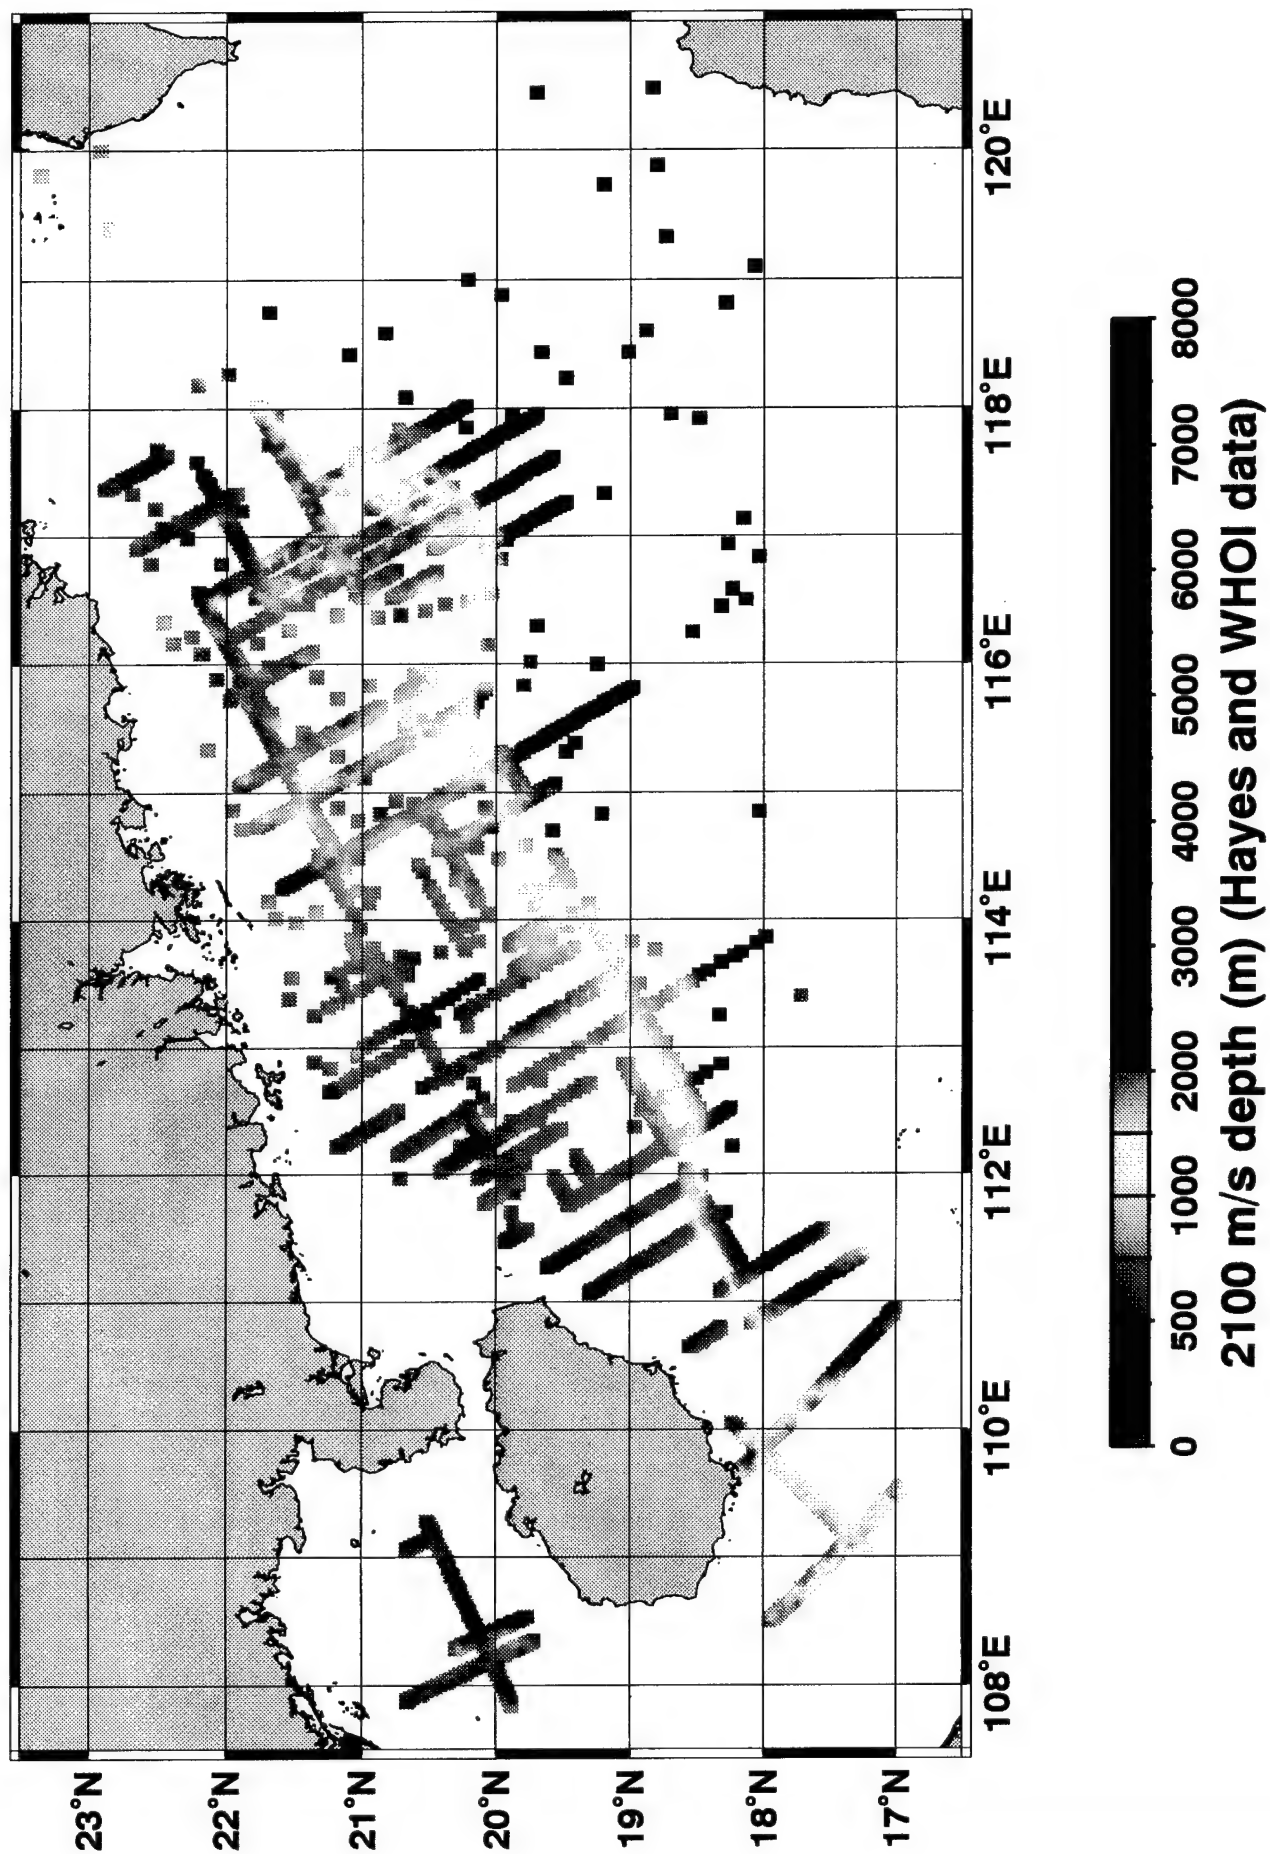 23°N
22°N
21°N
20°N
19°N
18°N
17°N
108°E
110°E
112°E
114°E
116°E
118°E
120°E
0 500 1000 2000 3000 4000 5000 6000 7000 8000
2100 m/s depth (m) (Hayes and WHOI data)